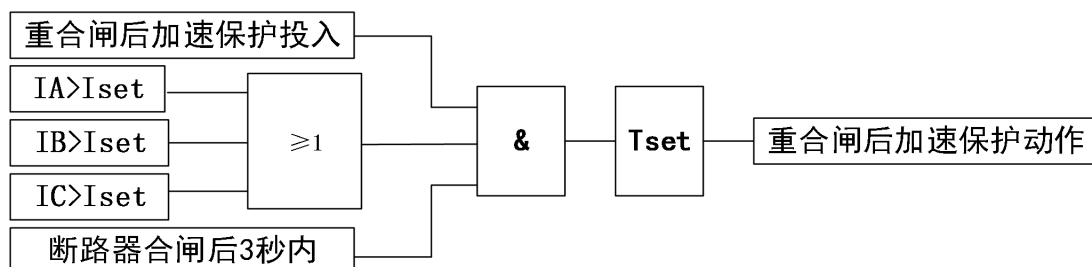 重合闸后加速保护投入
IA>Iset
IB>Iset
≥1
&
Tset
重合闸后加速保护动作
IC>Iset
断路器合闸后3秒内